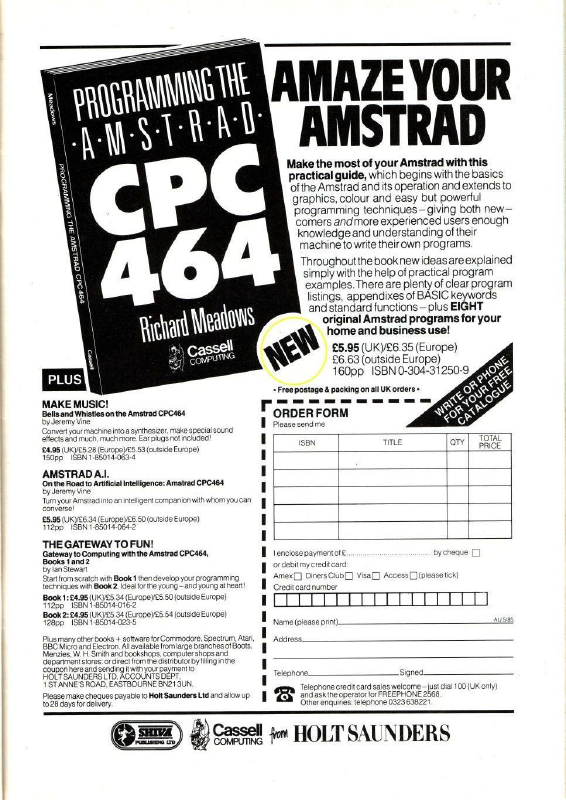 Meadows
PROGRAMMING THE AMSTRAD CPC464
Cassell
PROGRAMMING THE
·A·M·S·T·R·A·D·
CPC
464
Richard Meadows
Cassell
COMPUTING
AMAZE YOUR
AMSTRAD
Make the most of your Amstrad with this
practical guide, which begins with the basics
of the Amstrad and its operation and extends to
graphics, colour and easy but powerful
programming techniques – giving both new–
comers and more experienced users enough
knowledge and understanding of their
machine to write their own programs.
Throughout the book new ideas are explained
simply with the help of practical program
examples. There are plenty of clear program
listings, appendixes of BASIC keywords
and standard functions – plus EIGHT
original Amstrad programs for your
home and business use!
NEW
£5.95 (UK)/£6.35 (Europe)
£6.63 (outside Europe)
160pp ISBN 0-304-31250-9
• Free postage & packing on all UK orders •
WRITE OR PHONE
FOR YOUR FREE
CATALOGUE
PLUS
MAKE MUSIC!
Bells and Whistles on the Amstrad CPC464
by Jeremy Vine
Convert your machine into a synthesizer, make special sound
effects and much, much more. Ear plugs not included!
£4.95 (UK)/£5.28 (Europe)/£5.53 (outside Europe)
150pp ISBN 1-85014-063-4
AMSTRAD A.I.
On the Road to Artificial Intelligence: Amstrad CPC464
by Jeremy Vine
Turn your Amstrad into an intelligent companion with whom you can
converse!
£5.95 (UK)/£6.34 (Europe)/£6.50 (outside Europe)
112pp ISBN 1-85014-064-2
THE GATEWAY TO FUN!
Gateway to Computing with the Amstrad CPC464,
Books 1 and 2
by Ian Stewart
Start from scratch with Book 1 then develop your programming
techniques with Book 2. Ideal for the young – and young at heart!
Book 1: £4.95 (UK)/£5.34 (Europe)/£5.50 (outside Europe)
112pp ISBN 1-85014-016-2
Book 2: £4.95 (UK)/£5.34 (Europe)/£5.54 (outside Europe)
128pp ISBN 1-85014-023-5
Plus many other books + software for Commodore, Spectrum, Atari,
BBC Micro and Electron. All available from large branches of Boots,
Menzies, W. H. Smith and bookshops, computer shops and
department stores: or direct from the distributor by filling in the
coupon here and sending it with your payment to
HOLT SAUNDERS LTD, ACCOUNTS DEPT,
1 ST ANNE'S ROAD, EASTBOURNE BN21 3UN.
Please make cheques payable to Holt Saunders Ltd and allow up
to 28 days for delivery.
ORDER FORM
Please send me
ISBN TITLE QTY TOTAL PRICE
I enclose payment of £ by cheque
or debit my credit card:
Amex Diners Club Visa Access (please tick)
Credit card number
Name (please print) AU 5/85
Address
Telephone Signed
Telephone credit card sales welcome – just dial 100 (UK only)
and ask the operator for FREEPHONE 2568.
Other enquiries: telephone 0323 638221.
SHIVA
PUBLISHING LTD
Cassell
COMPUTING
from HOLT SAUNDERS